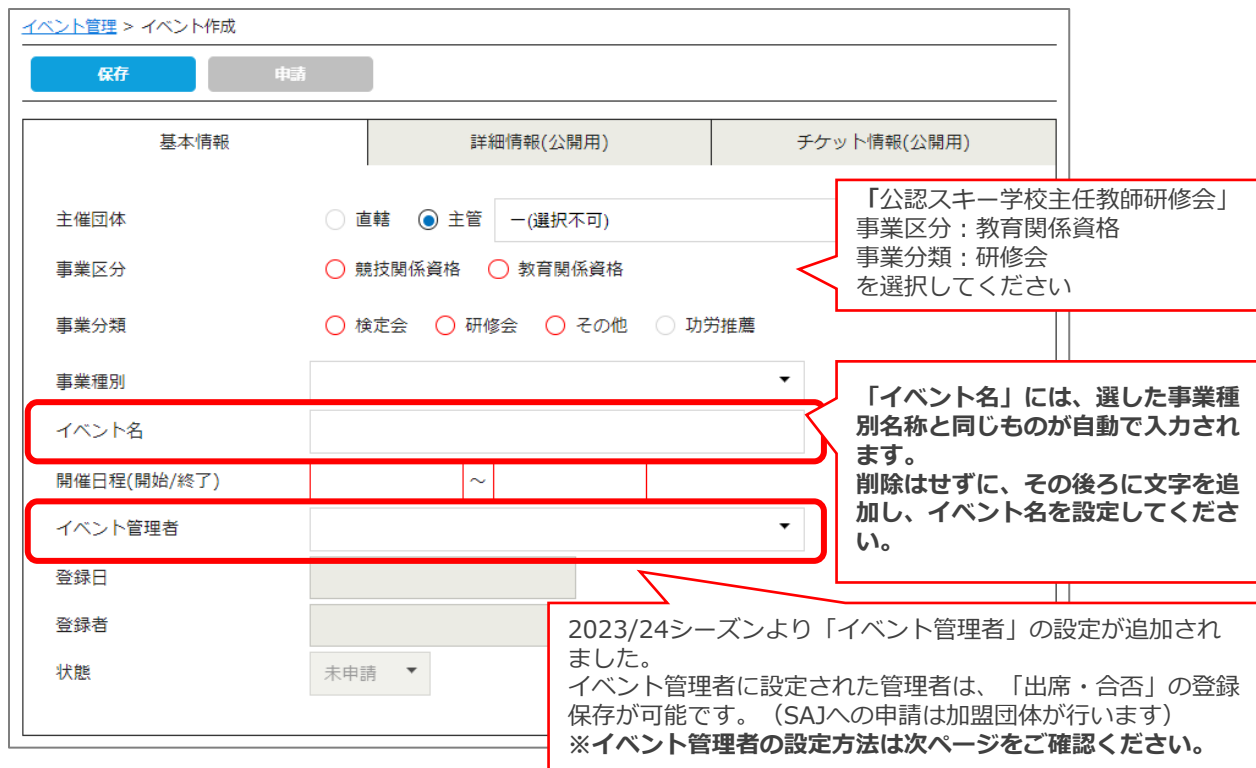 イベント管理 > イベント作成
保存 申請
基本情報 詳細情報(公開用) チケット情報(公開用)
主催団体 直轄 主管 ー(選択不可)
事業区分 競技関係資格 教育関係資格
事業分類 検定会 研修会 その他 功労推薦
事業種別
イベント名
開催日程(開始/終了) ～
イベント管理者
登録日
登録者
状態 未申請
「公認スキー学校主任教師研修会」
事業区分：教育関係資格
事業分類：研修会
を選択してください
「イベント名」には、選した事業種
別名称と同じものが自動で入力され
ます。
削除はせずに、その後ろに文字を追
加し、イベント名を設定してくださ
い。
2023/24シーズンより「イベント管理者」の設定が追加され
ました。
イベント管理者に設定された管理者は、「出席・合否」の登録
保存が可能です。（SAJへの申請は加盟団体が行います）
※イベント管理者の設定方法は次ページをご確認ください。